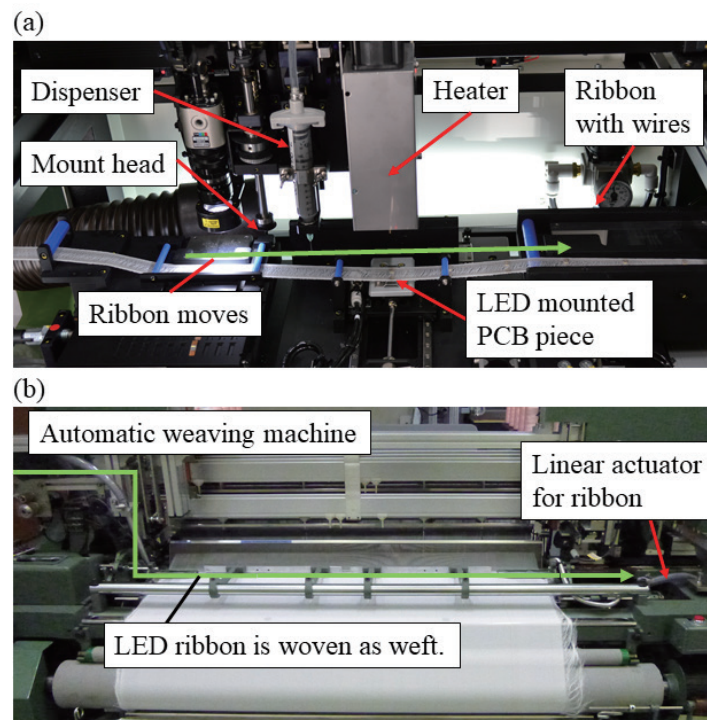 (a)
Dispenser
Heater
Ribbon
with wires
Mount head
Ribbon moves
LED mounted
PCB piece
(b)
Automatic weaving machine
Linear actuator
for ribbon
LED ribbon is woven as weft.